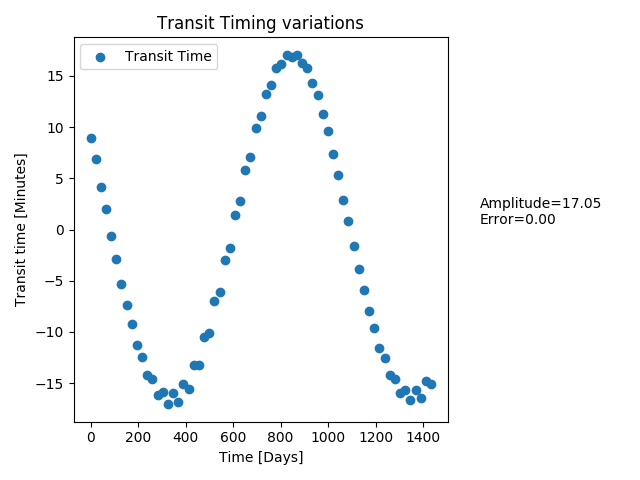 Transit Timing variations
Transit Time
15
10
5
0
−5
−10
−15
Transit time [Minutes]
0 200 400 600 800 1000 1200 1400
Time [Days]
Amplitude=17.05
Error=0.00